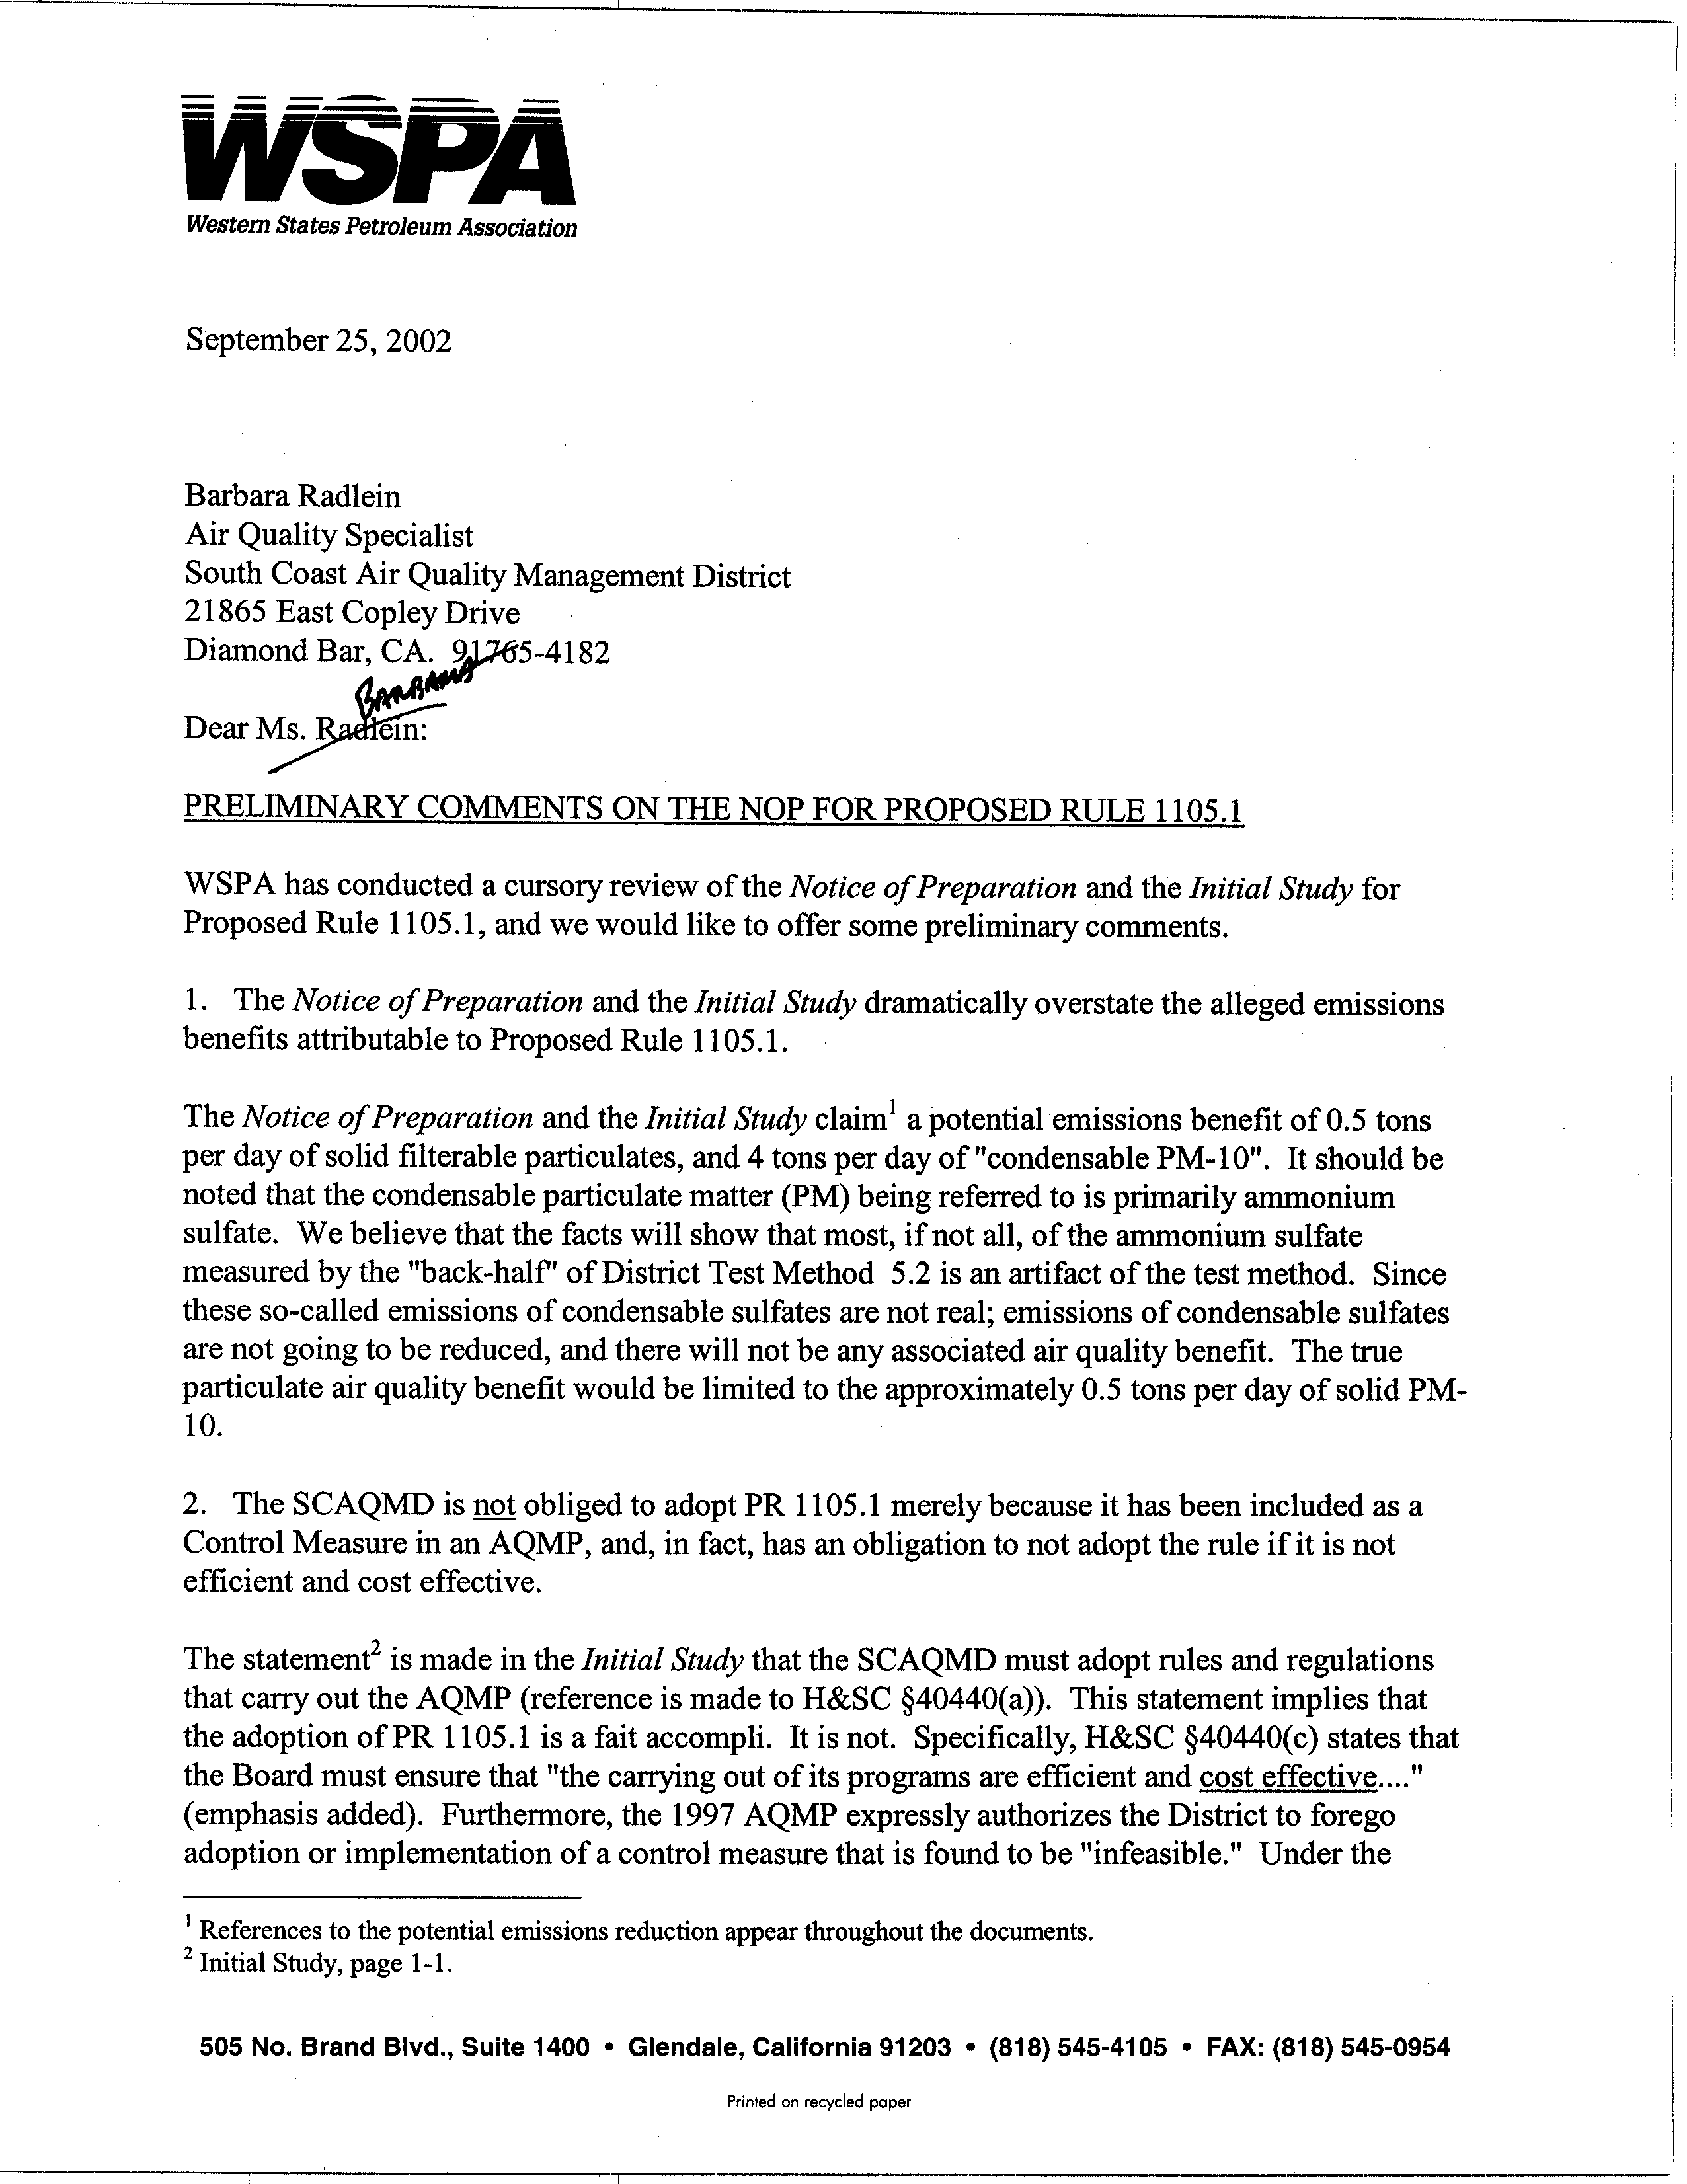 WSPA
Western States Petroleum Association
September 25, 2002
Barbara Radlein
Air Quality Specialist
South Coast Air Quality Management District
21865 East Copley Drive
Diamond Bar, CA. 91765-4182
BARBARA
Dear Ms. Radlein:
PRELIMINARY COMMENTS ON THE NOP FOR PROPOSED RULE 1105.1
WSPA has conducted a cursory review of the Notice of Preparation and the Initial Study for
Proposed Rule 1105.1, and we would like to offer some preliminary comments.
1. The Notice of Preparation and the Initial Study dramatically overstate the alleged emissions
benefits attributable to Proposed Rule 1105.1.
The Notice of Preparation and the Initial Study claim¹ a potential emissions benefit of 0.5 tons
per day of solid filterable particulates, and 4 tons per day of "condensable PM-10". It should be
noted that the condensable particulate matter (PM) being referred to is primarily ammonium
sulfate. We believe that the facts will show that most, if not all, of the ammonium sulfate
measured by the "back-half" of District Test Method 5.2 is an artifact of the test method. Since
these so-called emissions of condensable sulfates are not real; emissions of condensable sulfates
are not going to be reduced, and there will not be any associated air quality benefit. The true
particulate air quality benefit would be limited to the approximately 0.5 tons per day of solid PM-
10.
2. The SCAQMD is not obliged to adopt PR 1105.1 merely because it has been included as a
Control Measure in an AQMP, and, in fact, has an obligation to not adopt the rule if it is not
efficient and cost effective.
The statement² is made in the Initial Study that the SCAQMD must adopt rules and regulations
that carry out the AQMP (reference is made to H&SC §40440(a)). This statement implies that
the adoption of PR 1105.1 is a fait accompli. It is not. Specifically, H&SC §40440(c) states that
the Board must ensure that "the carrying out of its programs are efficient and cost effective...."
(emphasis added). Furthermore, the 1997 AQMP expressly authorizes the District to forego
adoption or implementation of a control measure that is found to be "infeasible." Under the
¹ References to the potential emissions reduction appear throughout the documents.
² Initial Study, page 1-1.
505 No. Brand Blvd., Suite 1400 • Glendale, California 91203 • (818) 545-4105 • FAX: (818) 545-0954
Printed on recycled paper